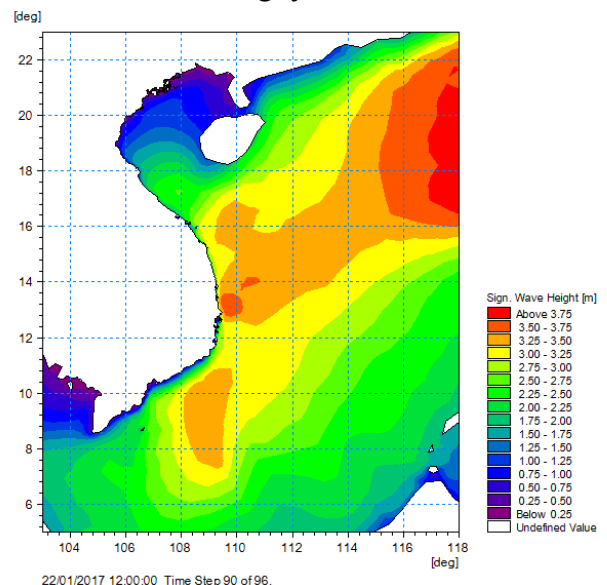 [deg]
22
20
18
16
14
12
10
8
6
104 106 108 110 112 114 116 118
[deg]
22/01/2017 12:00:00 Time Step 90 of 96.
Sign. Wave Height [m]
Above 3.75
3.50 - 3.75
3.25 - 3.50
3.00 - 3.25
2.75 - 3.00
2.50 - 2.75
2.25 - 2.50
2.00 - 2.25
1.75 - 2.00
1.50 - 1.75
1.25 - 1.50
1.00 - 1.25
0.75 - 1.00
0.50 - 0.75
0.25 - 0.50
Below 0.25
Undefined Value